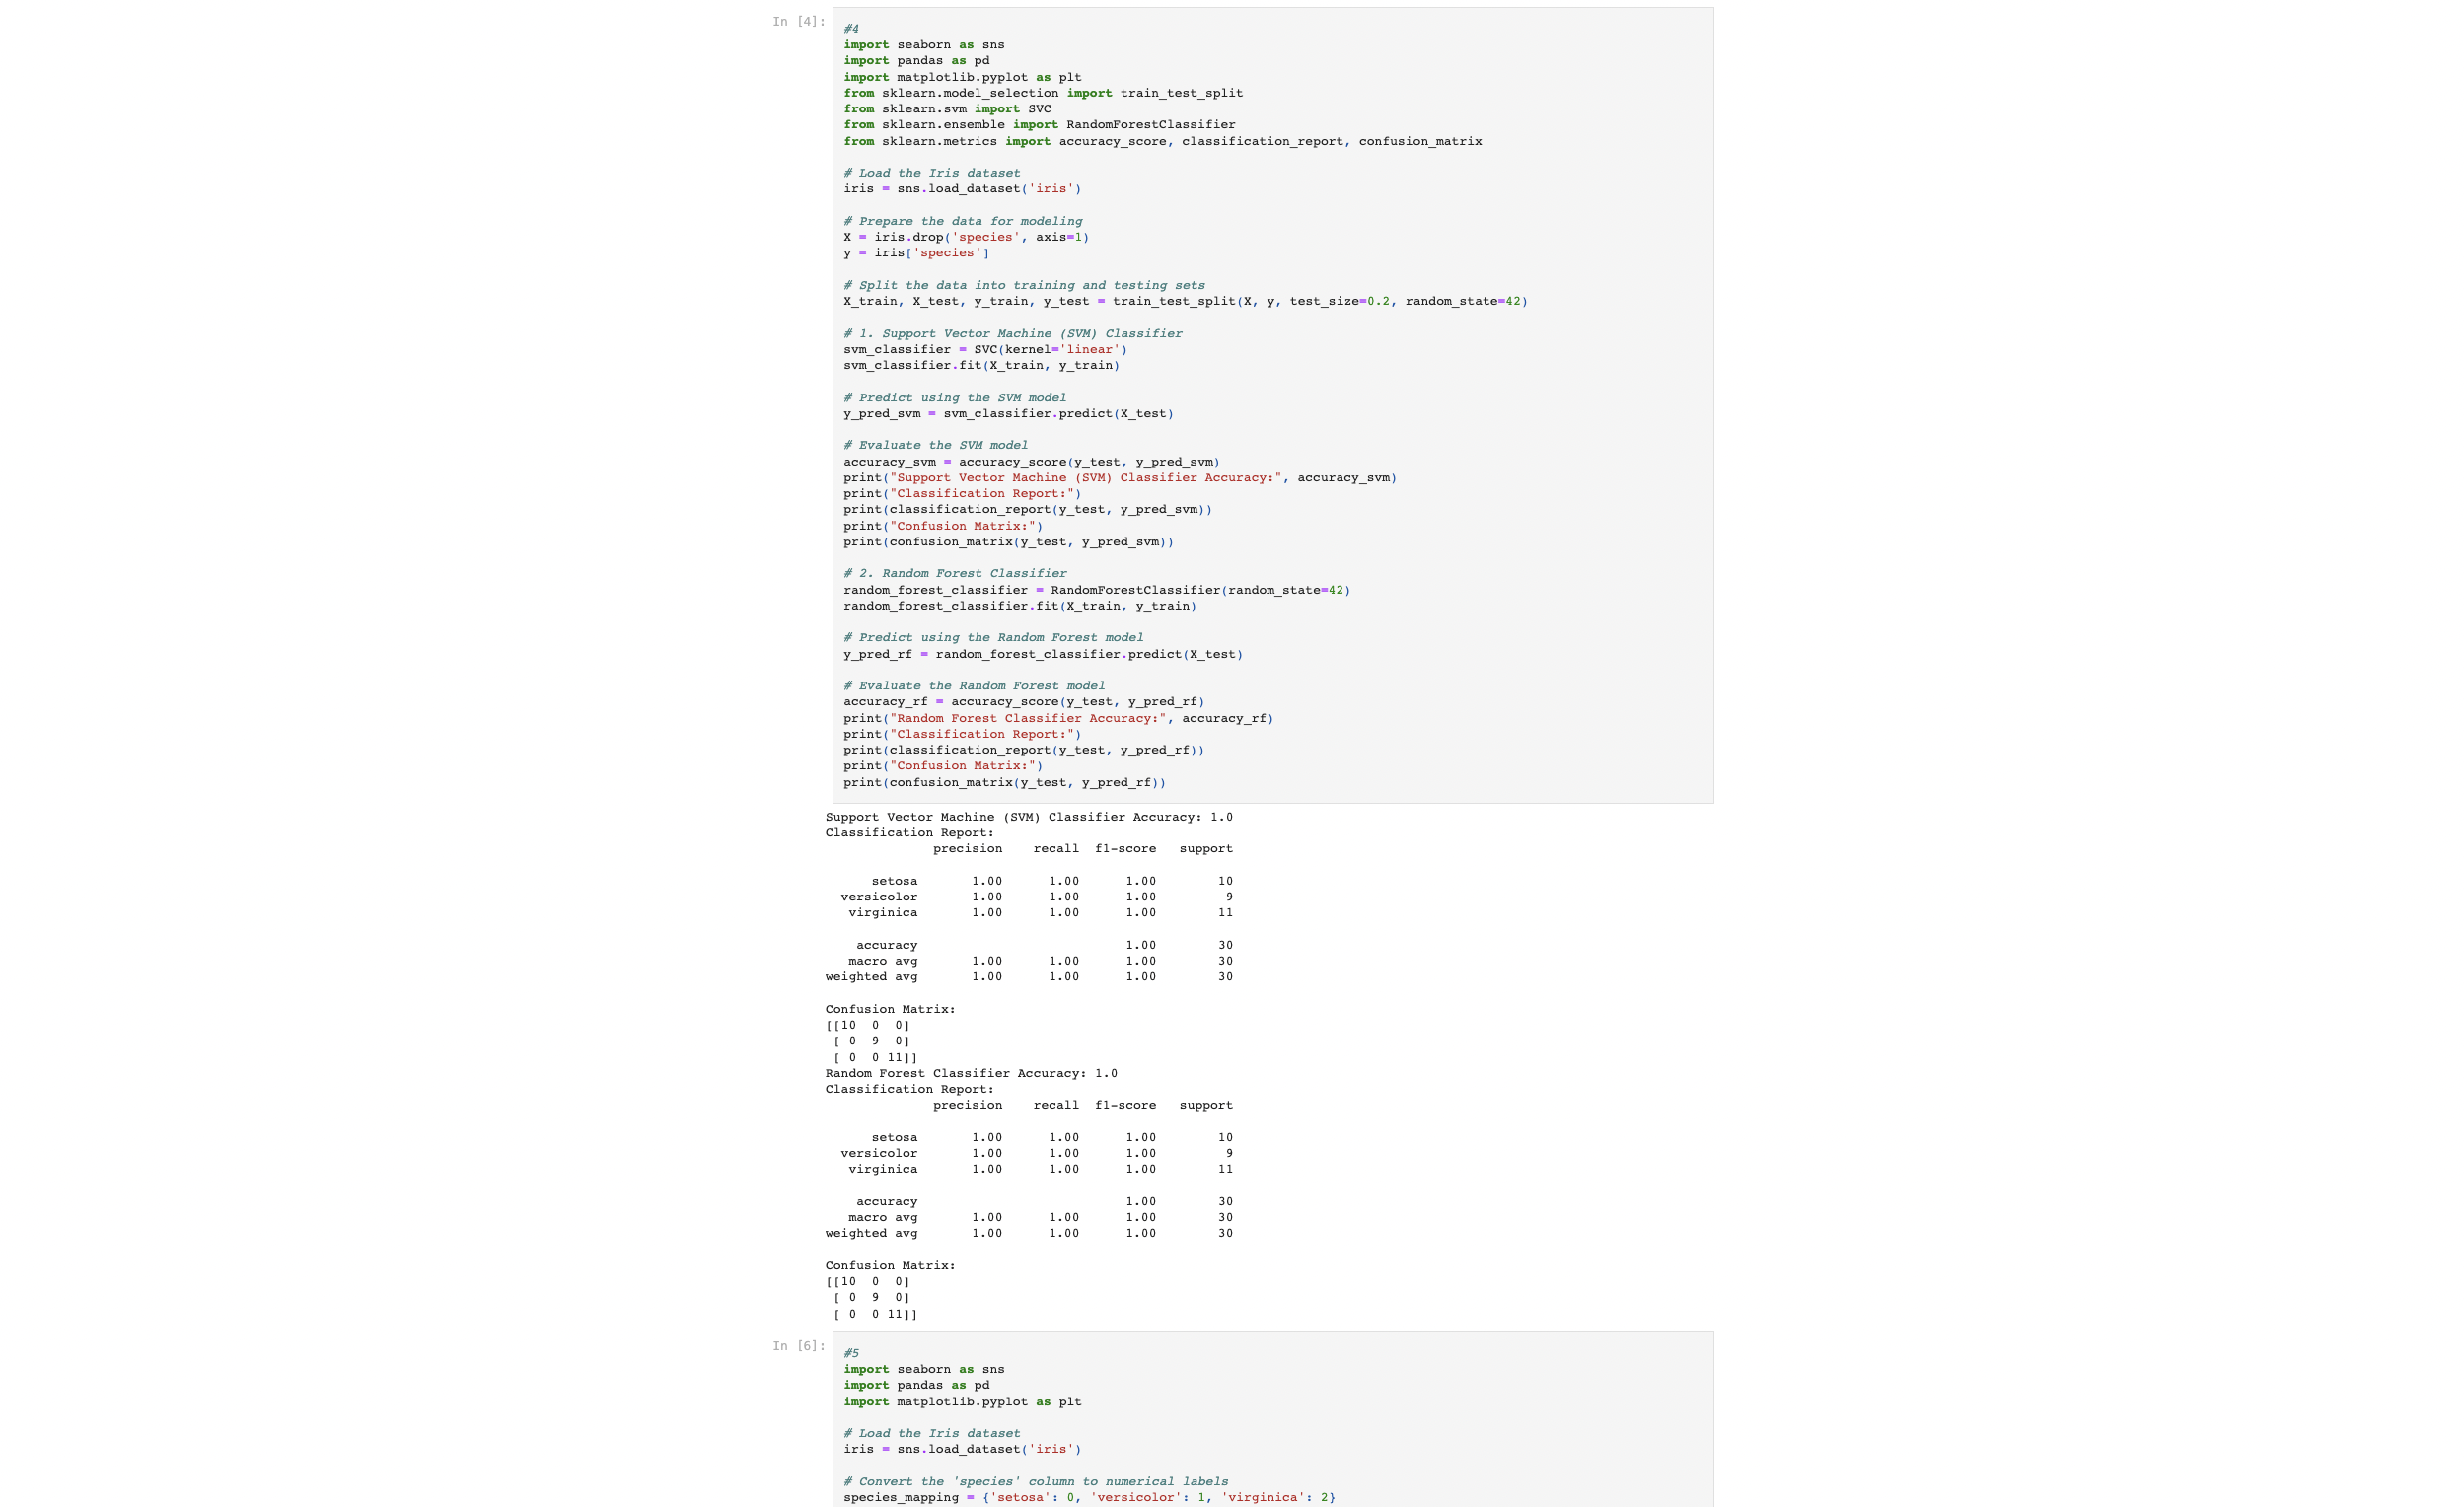 In [4]:
#4
import seaborn as sns
import pandas as pd
import matplotlib.pyplot as plt
from sklearn.model_selection import train_test_split
from sklearn.svm import SVC
from sklearn.ensemble import RandomForestClassifier
from sklearn.metrics import accuracy_score, classification_report, confusion_matrix

# Load the Iris dataset
iris = sns.load_dataset('iris')

# Prepare the data for modeling
X = iris.drop('species', axis=1)
y = iris['species']

# Split the data into training and testing sets
X_train, X_test, y_train, y_test = train_test_split(X, y, test_size=0.2, random_state=42)

# 1. Support Vector Machine (SVM) Classifier
svm_classifier = SVC(kernel='linear')
svm_classifier.fit(X_train, y_train)

# Predict using the SVM model
y_pred_svm = svm_classifier.predict(X_test)

# Evaluate the SVM model
accuracy_svm = accuracy_score(y_test, y_pred_svm)
print("Support Vector Machine (SVM) Classifier Accuracy:", accuracy_svm)
print("Classification Report:")
print(classification_report(y_test, y_pred_svm))
print("Confusion Matrix:")
print(confusion_matrix(y_test, y_pred_svm))

# 2. Random Forest Classifier
random_forest_classifier = RandomForestClassifier(random_state=42)
random_forest_classifier.fit(X_train, y_train)

# Predict using the Random Forest model
y_pred_rf = random_forest_classifier.predict(X_test)

# Evaluate the Random Forest model
accuracy_rf = accuracy_score(y_test, y_pred_rf)
print("Random Forest Classifier Accuracy:", accuracy_rf)
print("Classification Report:")
print(classification_report(y_test, y_pred_rf))
print("Confusion Matrix:")
print(confusion_matrix(y_test, y_pred_rf))

Support Vector Machine (SVM) Classifier Accuracy: 1.0
Classification Report:
              precision    recall  f1-score   support

      setosa       1.00      1.00      1.00        10
  versicolor       1.00      1.00      1.00         9
   virginica       1.00      1.00      1.00        11

    accuracy                           1.00        30
   macro avg       1.00      1.00      1.00        30
weighted avg       1.00      1.00      1.00        30

Confusion Matrix:
[[10  0  0]
 [ 0  9  0]
 [ 0  0 11]]
Random Forest Classifier Accuracy: 1.0
Classification Report:
              precision    recall  f1-score   support

      setosa       1.00      1.00      1.00        10
  versicolor       1.00      1.00      1.00         9
   virginica       1.00      1.00      1.00        11

    accuracy                           1.00        30
   macro avg       1.00      1.00      1.00        30
weighted avg       1.00      1.00      1.00        30

Confusion Matrix:
[[10  0  0]
 [ 0  9  0]
 [ 0  0 11]]

In [6]:
#5
import seaborn as sns
import pandas as pd
import matplotlib.pyplot as plt

# Load the Iris dataset
iris = sns.load_dataset('iris')

# Convert the 'species' column to numerical labels
species_mapping = {'setosa': 0, 'versicolor': 1, 'virginica': 2}